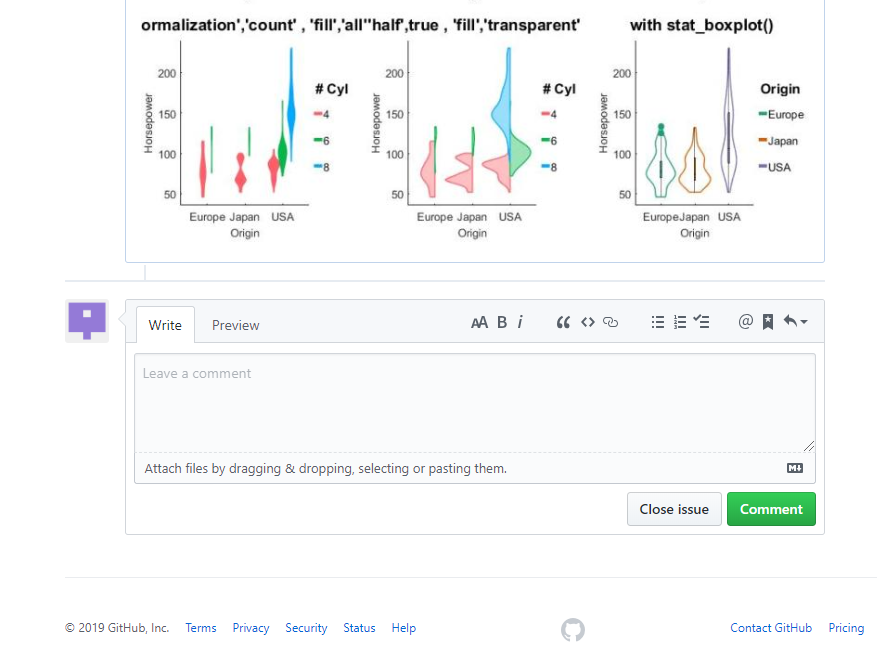 ormalization','count' , 'fill','all''half',true , 'fill','transparent' with stat_boxplot()
200 150 100 50
Horsepower
# Cyl
4
6
8
Europe Japan USA
Origin
200 150 100 50
Horsepower
# Cyl
4
6
8
Europe Japan USA
Origin
200 150 100 50
Horsepower
Origin
Europe
Japan
USA
Europe Japan USA
Origin
Write Preview AA B i @
Leave a comment
Attach files by dragging & dropping, selecting or pasting them.
Close issue Comment
© 2019 GitHub, Inc. Terms Privacy Security Status Help Contact GitHub Pricing